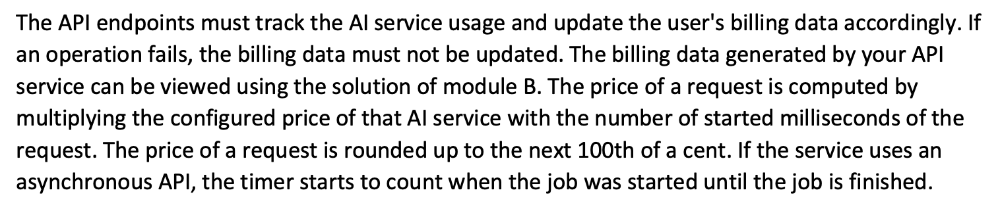 The API endpoints must track the AI service usage and update the user's billing data accordingly. If
an operation fails, the billing data must not be updated. The billing data generated by your API
service can be viewed using the solution of module B. The price of a request is computed by
multiplying the configured price of that AI service with the number of started milliseconds of the
request. The price of a request is rounded up to the next 100th of a cent. If the service uses an
asynchronous API, the timer starts to count when the job was started until the job is finished.